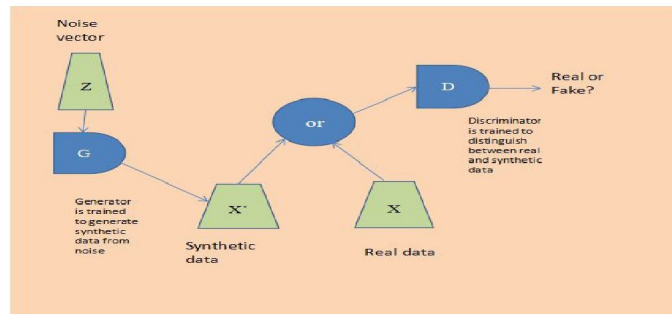 Noise
vector
Z
G
Generator
is trained
to generate
synthetic
data from
noise
X*
Synthetic
data
or
X
Real data
D
Real or
Fake?
Discriminator
is trained to
distinguish
between real
and synthetic
data